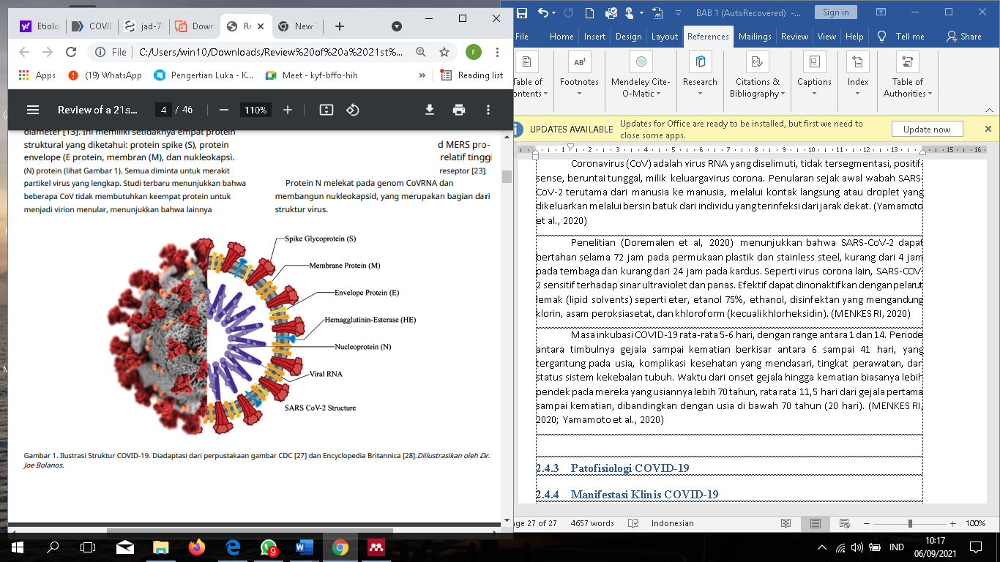 Etiolo
COVID
jad-7
Down
Re
New T
File
C:/Users/win10/Downloads/Review%20of%20a%2021st%...
r
Apps
(19) WhatsApp
Pengertian Luka - K...
Meet - kyf-bffo-hih
»
Reading list
Review of a 21s...
4 / 46
110%
diameter [13]. Ini memiliki setidaknya empat protein
struktural yang diketahui: protein spike (S), protein
envelope (E protein, membran (M), dan nukleokapsi.
(N) protein (lihat Gambar 1). Semua diminta untuk merakit
partikel virus yang lengkap. Studi terbaru menunjukkan bahwa
beberapa CoV tidak membutuhkan keempat protein untuk
menjadi virion menular, menunjukkan bahwa lainnya
d MERS pro-
relatif tinggi
reseptor [23].
Protein N melekat pada genom CoVRNA dan
membangun nukleokapsid, yang merupakan bagian dari
struktur virus.
Spike Glycoprotein (S)
Membrane Protein (M)
Envelope Protein (E)
Hemagglutinin-Esterase (HE)
Nucleoprotein (N)
Viral RNA
SARS CoV-2 Structure
Gambar 1. Ilustrasi Struktur COVID-19. Diadaptasi dari perpustakaan gambar CDC [27] dan Encyclopedia Britannica [28].Diilustrasikan oleh Dr.
Joe Bolanos.
BAB 1 (AutoRecovered) -...
Sign in
File
Home
Insert
Design
Layout
References
Mailings
Review
View
Help
Tell me
Share
Table of
ontents
Footnotes
Mendeley Cite-
O-Matic
Research
Citations &
Bibliography
Captions
Index
Table of
Authorities
UPDATES AVAILABLE
Updates for Office are ready to be installed, but first we need to
close some apps.
Update now
1 2 3 4 5 6 7 8 9 10 11 12 13 14 15 16
Coronavirus (CoV) adalah virus RNA yang diselimuti, tidak tersegmentasi, positif-
sense, beruntai tunggal, milik keluargavirus corona. Penularan sejak awal wabah SARS-
CoV-2 terutama dari manusia ke manusia, melalui kontak langsung atau droplet yang
dikeluarkan melalui bersin batuk dari individu yang terinfeksi dari jarak dekat. (Yamamoto
et al., 2020)
Penelitian (Doremalen et al, 2020) menunjukkan bahwa SARS-CoV-2 dapat
bertahan selama 72 jam pada permukaan plastik dan stainless steel, kurang dari 4 jam
pada tembaga dan kurang dari 24 jam pada kardus. Seperti virus corona lain, SARS-COV-
2 sensitif terhadap sinar ultraviolet dan panas. Efektif dapat dinonaktifkan dengan pelarut
lemak (lipid solvents) seperti eter, etanol 75%, ethanol, disinfektan yang mengandung
klorin, asam peroksiasetat, dan khloroform (kecuali khlorheksidin). (MENKES RI, 2020)
Masa inkubasi COVID-19 rata-rata 5-6 hari, dengan range antara 1 dan 14. Periode
antara timbulnya gejala sampai kematian berkisar antara 6 sampai 41 hari, yang
tergantung pada usia, komplikasi kesehatan yang mendasari, tingkat perawatan, dan
status sistem kekebalan tubuh. Waktu dari onset gejala hingga kematian biasanya lebih
pendek pada mereka yang usiannya lebih 70 tahun, rata rata 11,5 hari dari gejala pertama
sampai kematian, dibandingkan dengan usia di bawah 70 tahun (20 hari). (MENKES RI,
2020; Yamamoto et al., 2020)
2.4.3 Patofisiologi COVID-19
2.4.4 Manifestasi Klinis COVID-19
ge 27 of 27
4657 words
Indonesian
100%
9
IND
10:17
06/09/2021